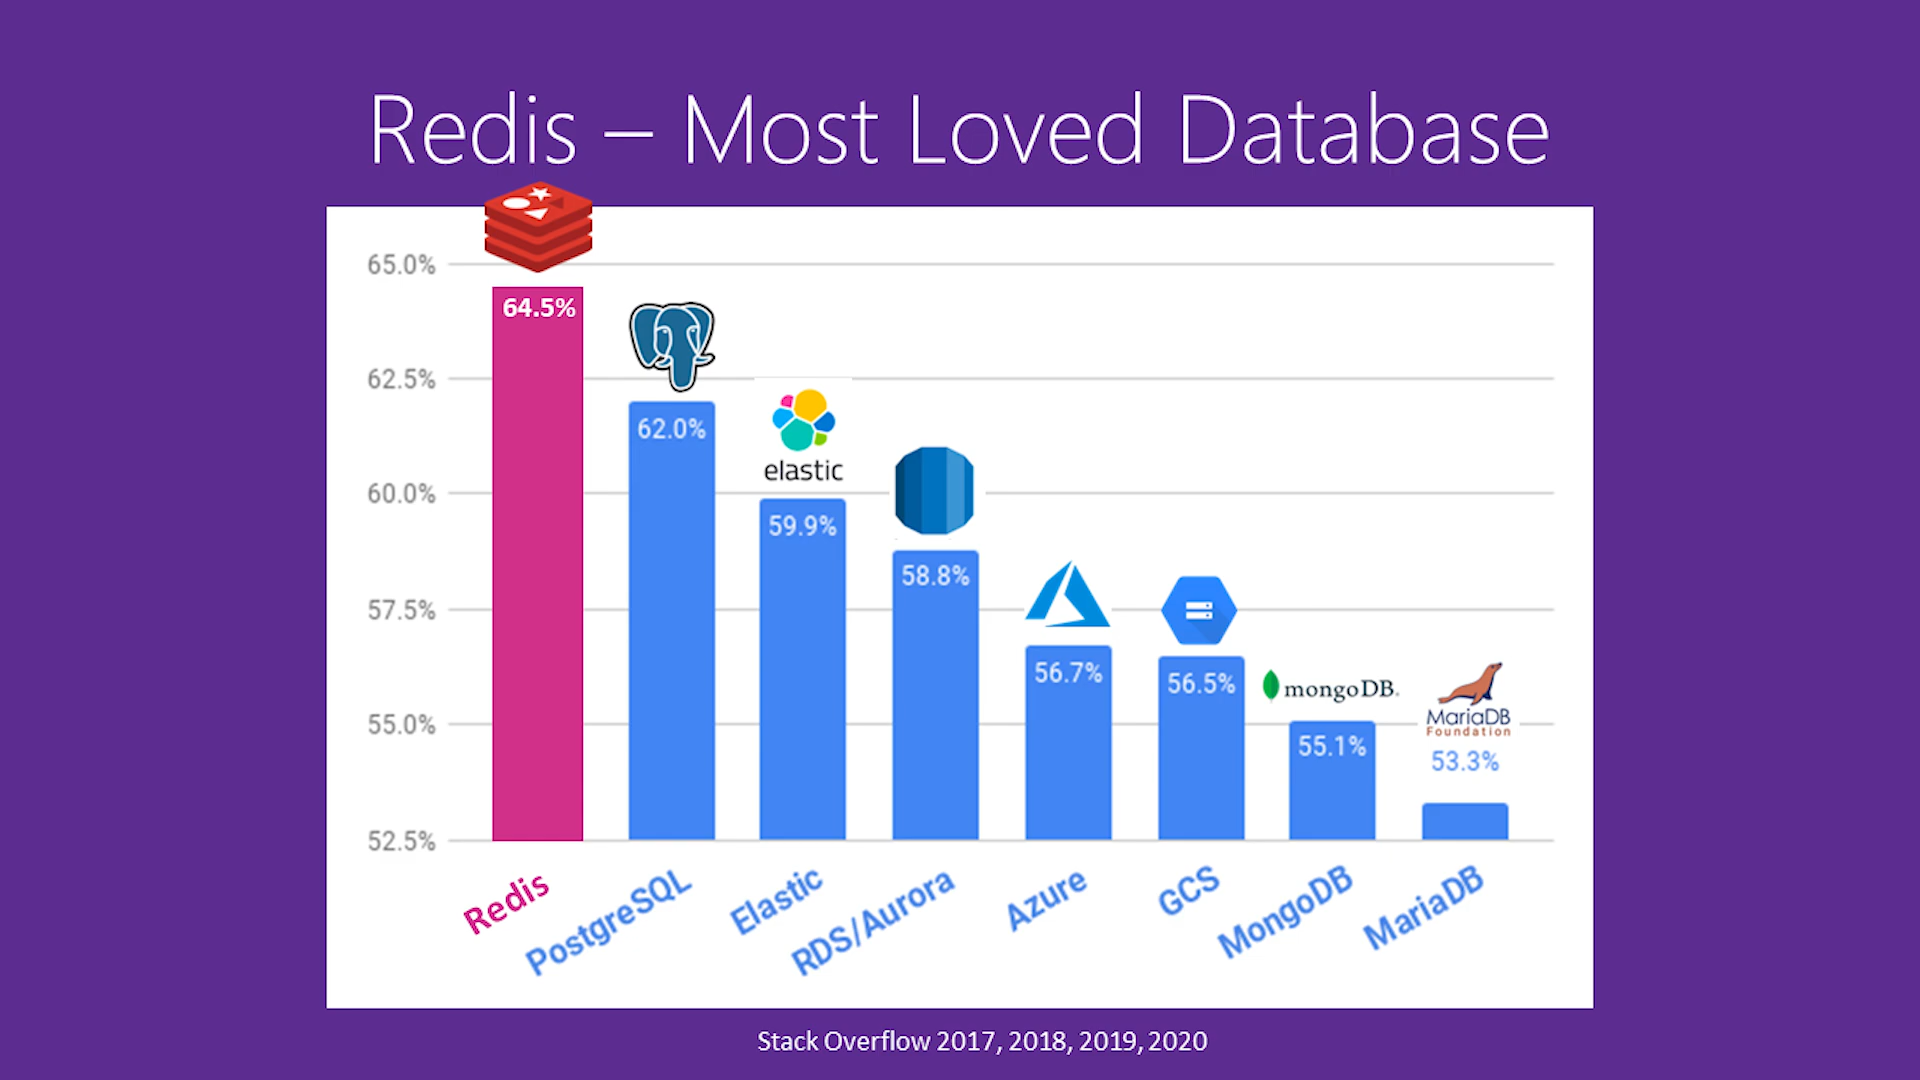 Redis – Most Loved Database
65.0%
62.5%
60.0%
57.5%
55.0%
52.5%
64.5%
62.0%
elastic
59.9%
58.8%
56.7%
56.5%
mongoDB.
55.1%
MariaDB
Foundation
53.3%
Redis
PostgreSQL
Elastic
RDS/Aurora
Azure
GCS
MongoDB
MariaDB
Stack Overflow 2017, 2018, 2019, 2020